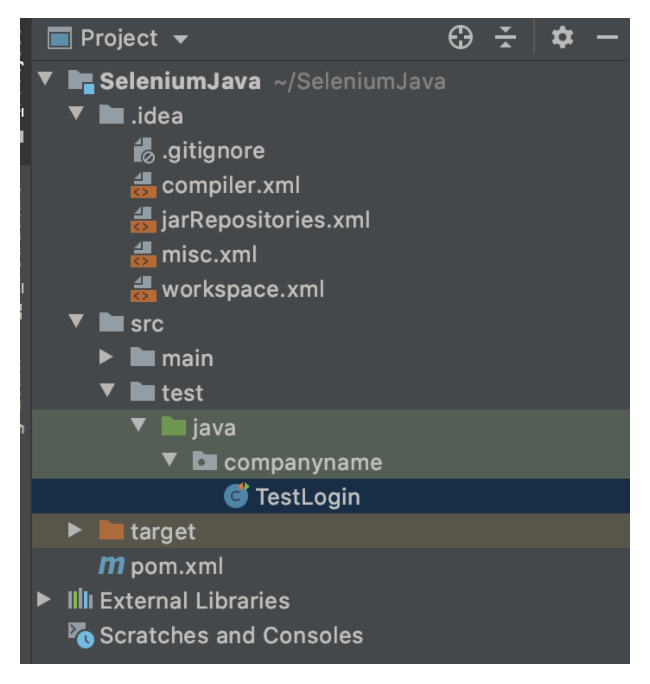 Project
SeleniumJava ~/SeleniumJava
.idea
.gitignore
compiler.xml
jarRepositories.xml
misc.xml
workspace.xml
src
main
test
java
companyname
TestLogin
target
pom.xml
External Libraries
Scratches and Consoles